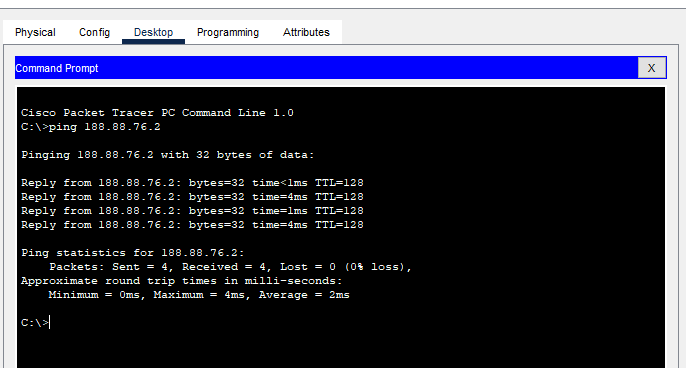 Physical Config Desktop Programming Attributes
Command Prompt X
Cisco Packet Tracer PC Command Line 1.0
C:\>ping 188.88.76.2
Pinging 188.88.76.2 with 32 bytes of data:
Reply from 188.88.76.2: bytes=32 time<1ms TTL=128
Reply from 188.88.76.2: bytes=32 time=4ms TTL=128
Reply from 188.88.76.2: bytes=32 time=1ms TTL=128
Reply from 188.88.76.2: bytes=32 time=4ms TTL=128
Ping statistics for 188.88.76.2:
Packets: Sent = 4, Received = 4, Lost = 0 (0% loss),
Approximate round trip times in milli-seconds:
Minimum = 0ms, Maximum = 4ms, Average = 2ms
C:\>